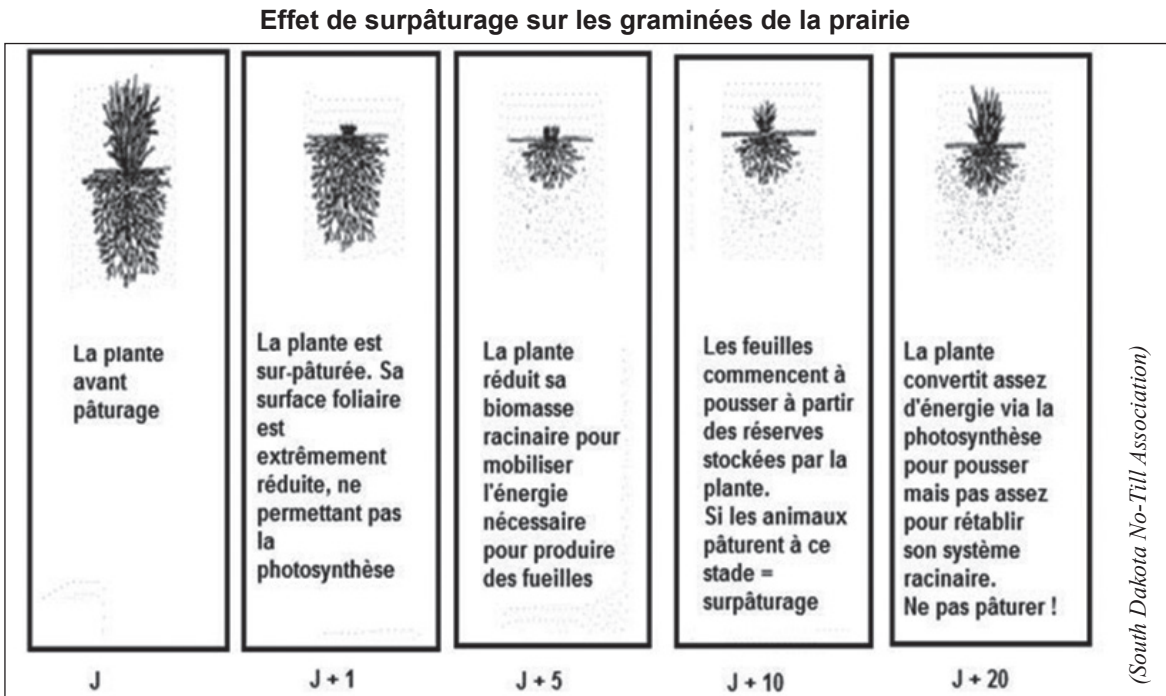 Effet de surpâturage sur les graminées de la prairie
La plante
avant
pâturage
La plante est
sur-pâturée. Sa
surface foliaire
est
extrêmement
réduite, ne
permettant pas
la
photosynthèse
La plante
réduit sa
biomasse
racinaire pour
mobiliser
l'énergie
nécessaire
pour produire
des fueilles
Les feuilles
commencent à
pousser à partir
des réserves
stockées par la
plante.
Si les animaux
pâturent à ce
stade =
surpâturage
La plante
convertit assez
d'énergie via la
photosynthèse
pour pousser
mais pas assez
pour rétablir
son système
racinaire.
Ne pas pâturer !
J
J + 1
J + 5
J + 10
J + 20
(South Dakota No-Till Association)